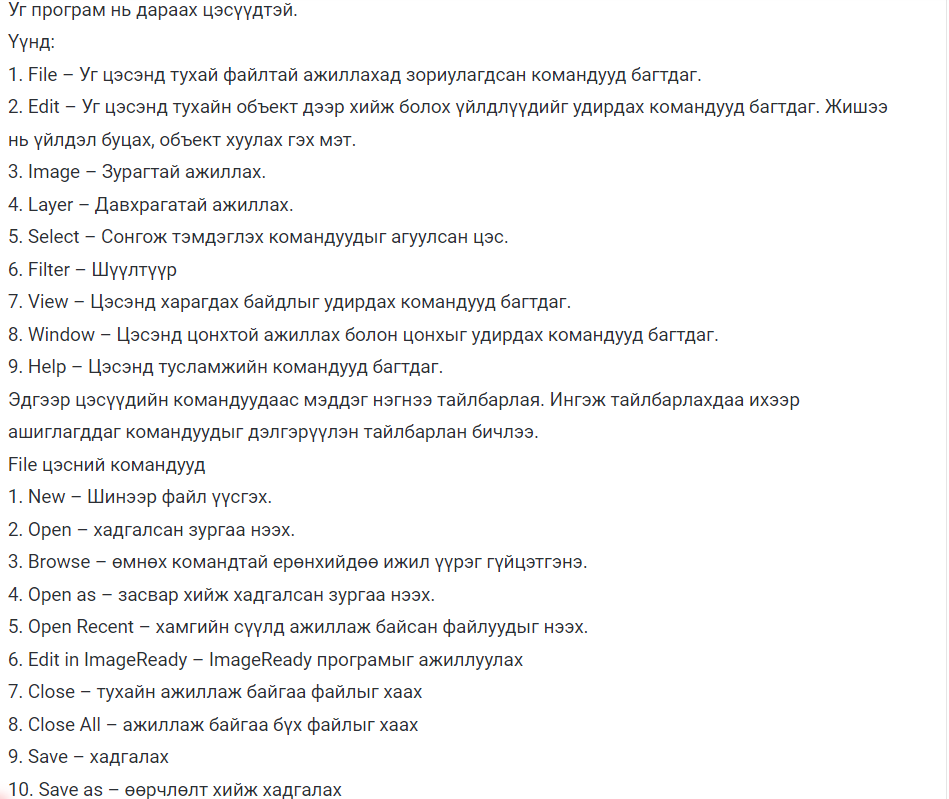 Уг програм нь дараах цэсүүдтэй.
Үүнд:
1. File – Уг цэсэнд тухай файлтай ажиллахад зориулагдсан командууд багтдаг.
2. Edit – Уг цэсэнд тухайн объект дээр хийж болох үйлдлүүдийг удирдах командууд багтдаг. Жишээ
нь үйлдэл буцах, объект хуулах гэх мэт.
3. Image – Зурагтай ажиллах.
4. Layer – Давхрагатай ажиллах.
5. Select – Сонгож тэмдэглэх командуудыг агуулсан цэс.
6. Filter – Шүүлтүүр
7. View – Цэсэнд харагдах байдлыг удирдах командууд багтдаг.
8. Window – Цэсэнд цонхтой ажиллах болон цонхыг удирдах командууд багтдаг.
9. Help – Цэсэнд тусламжийн командууд багтдаг.
Эдгээр цэсүүдийн командуудаас мэддэг нэгнээ тайлбарлая. Ингэж тайлбарлахдаа ихээр
ашиглагддаг командуудыг дэлгэрүүлэн тайлбарлан бичлээ.
File цэсний командууд
1. New – Шинээр файл үүсгэх.
2. Open – хадгалсан зургаа нээх.
3. Browse – өмнөх командтай ерөнхийдөө ижил үүрэг гүйцэтгэнэ.
4. Open as – засвар хийж хадгалсан зургаа нээх.
5. Open Recent – хамгийн сүүлд ажиллаж байсан файлуудыг нээх.
6. Edit in ImageReady – ImageReady програмыг ажиллуулах
7. Close – тухайн ажиллаж байгаа файлыг хаах
8. Close All – ажиллаж байгаа бүх файлыг хаах
9. Save – хадгалах
10. Save as – өөрчлөлт хийж хадгалах